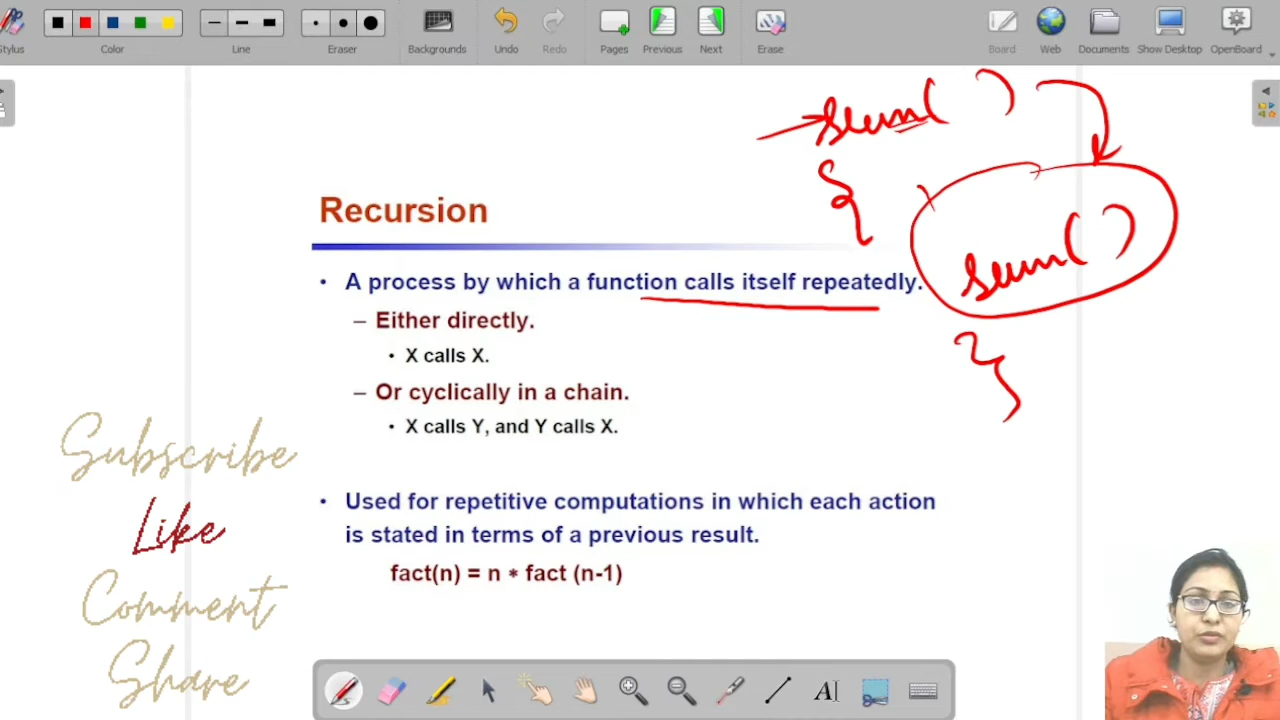 Stylus
Color
Line
Eraser
Backgrounds
Undo
Redo
Pages
Previous
Next
Erase
Board
Web
Documents
Show Desktop
OpenBoard
sum( )
{
sum( )
}
Recursion
• A process by which a function calls itself repeatedly.
– Either directly.
• X calls X.
– Or cyclically in a chain.
• X calls Y, and Y calls X.
• Used for repetitive computations in which each action
is stated in terms of a previous result.
fact(n) = n * fact (n-1)
Subscribe
Like
Comment
Share
A